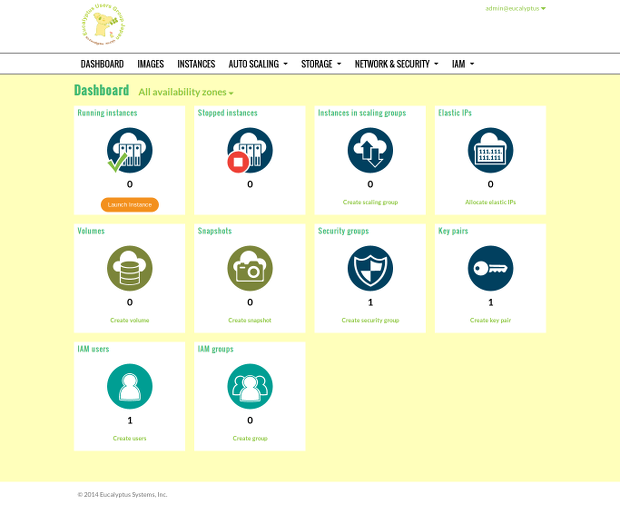 Eucalyptus Users Group Japan
admin@eucalyptus
DASHBOARD IMAGES INSTANCES AUTO SCALING STORAGE NETWORK & SECURITY IAM
Dashboard All availability zones
Running instances Stopped instances Instances in scaling groups Elastic IPs
111.111.
111.111
0 0 0 0
Launch instance Create scaling group Allocate elastic IPs
Volumes Snapshots Security groups Key pairs
0 0 1 1
Create volume Create snapshot Create security group Create key pair
IAM users IAM groups
1 0
Create users Create group
© 2014 Eucalyptus Systems, Inc.